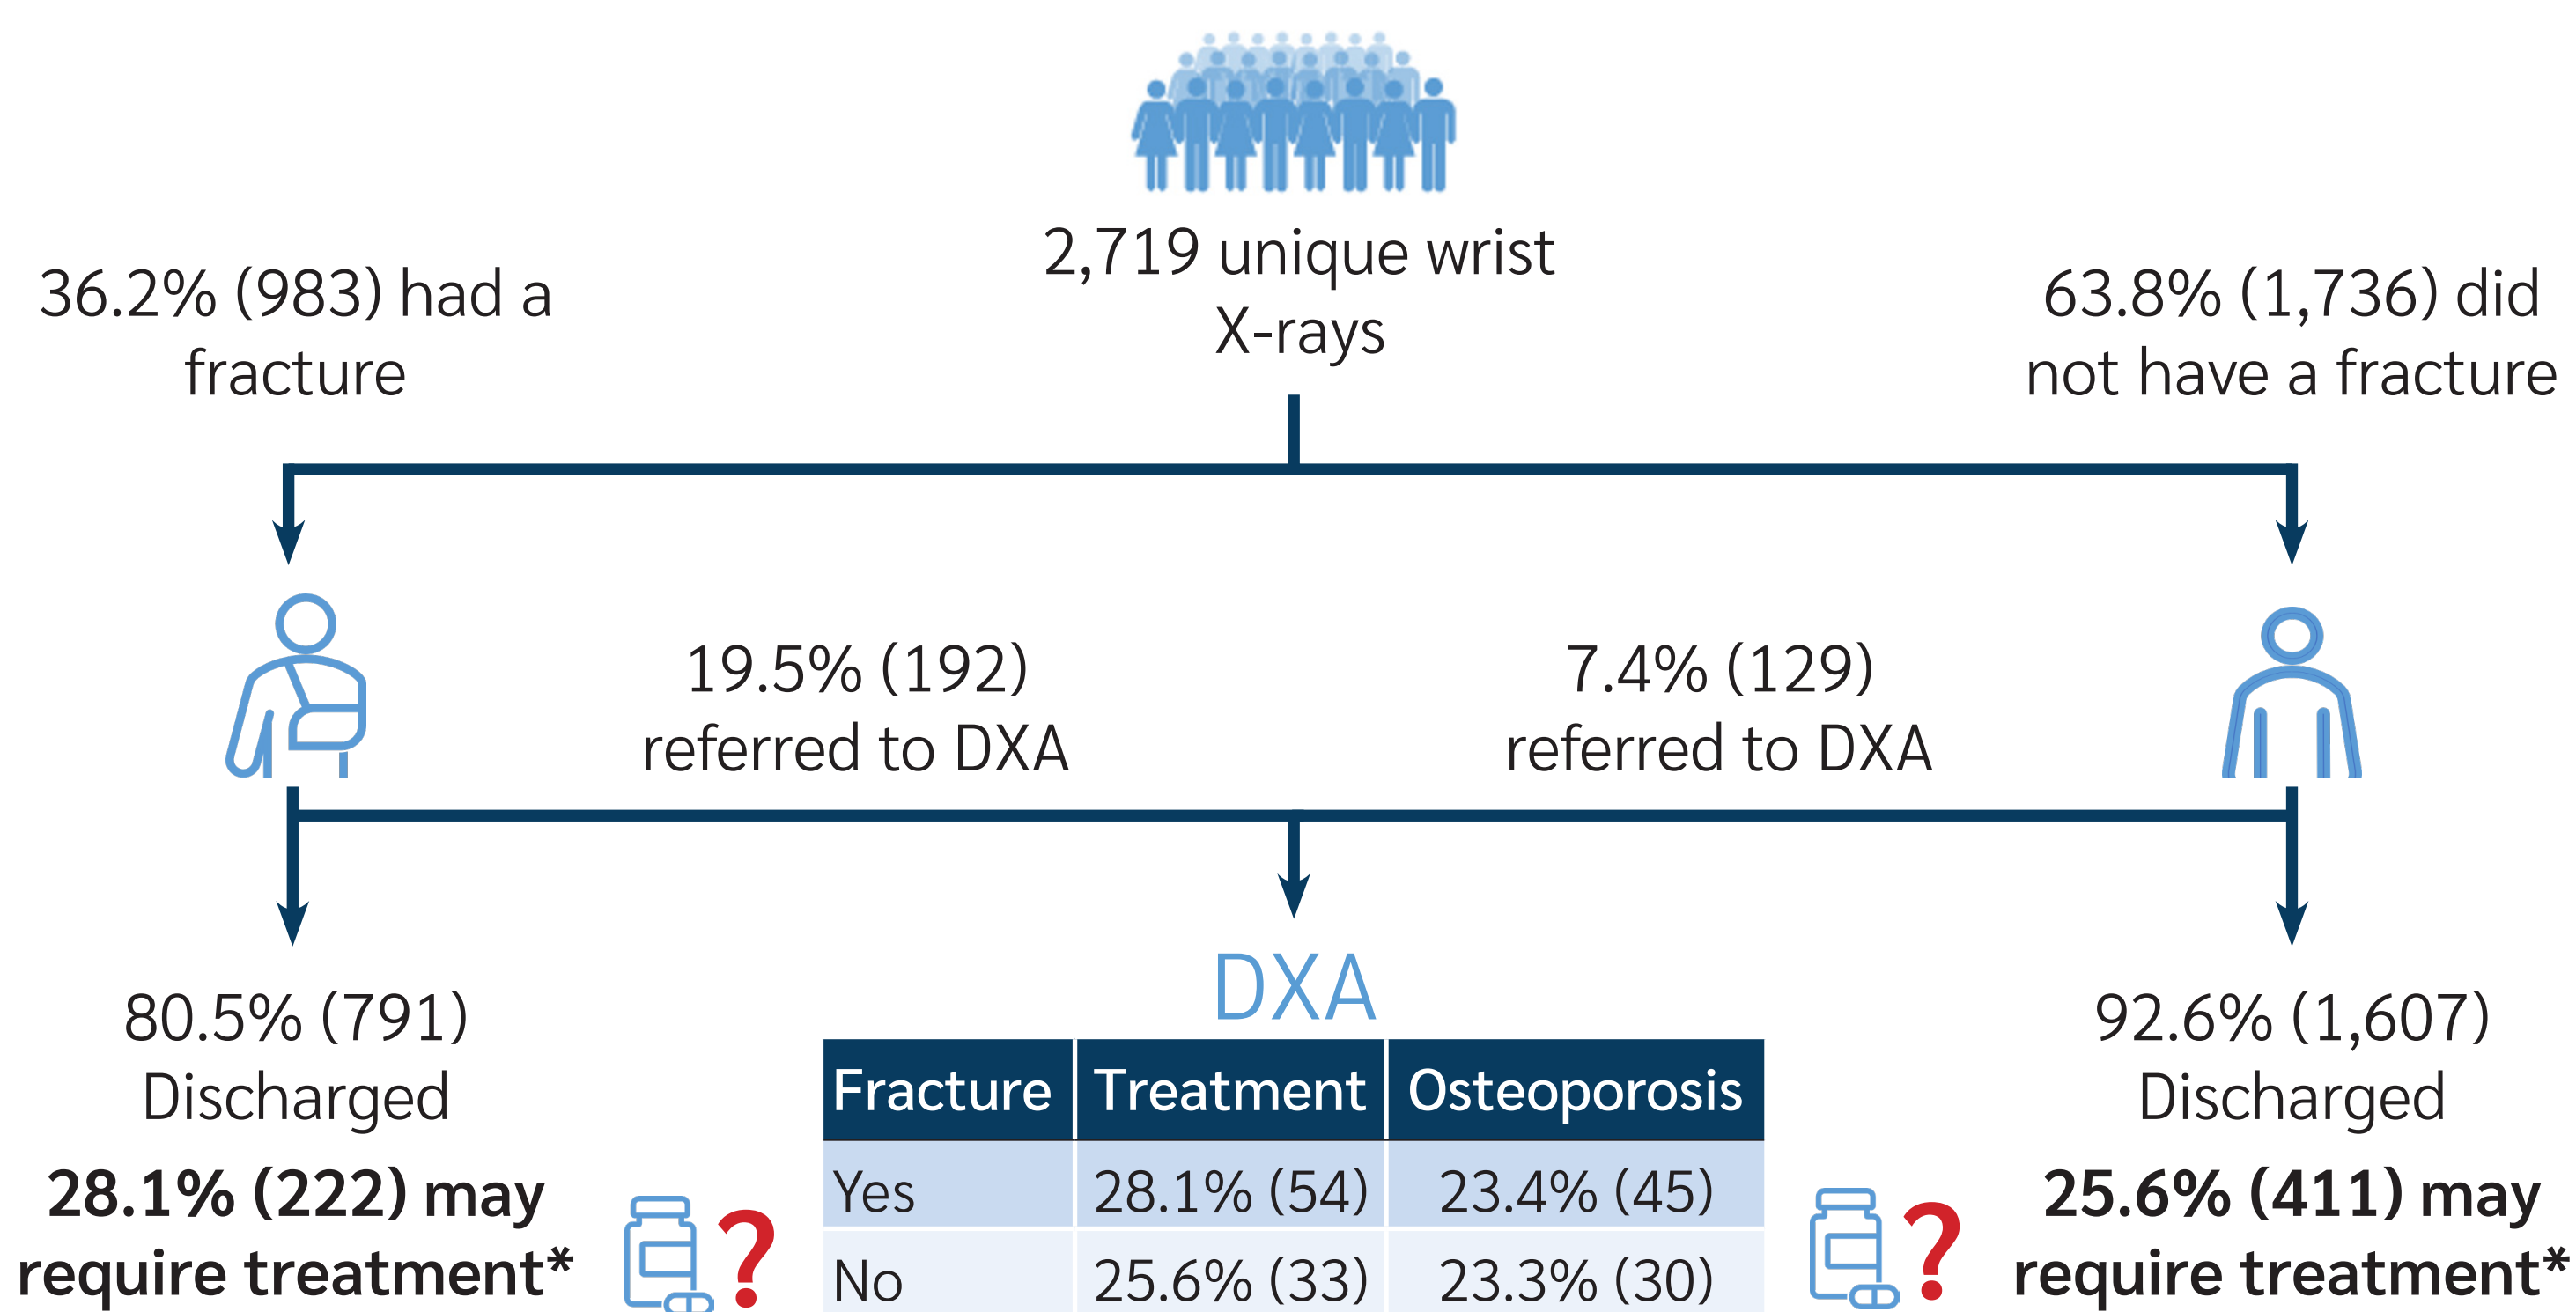 2,719 unique wrist
X-rays
36.2% (983) had a
fracture
63.8% (1,736) did
not have a fracture
19.5% (192)
referred to DXA
7.4% (129)
referred to DXA
80.5% (791)
Discharged
28.1% (222) may
require treatment*
?
DXA
Fracture Treatment Osteoporosis
Yes 28.1% (54) 23.4% (45)
No 25.6% (33) 23.3% (30)
?
92.6% (1,607)
Discharged
25.6% (411) may
require treatment*